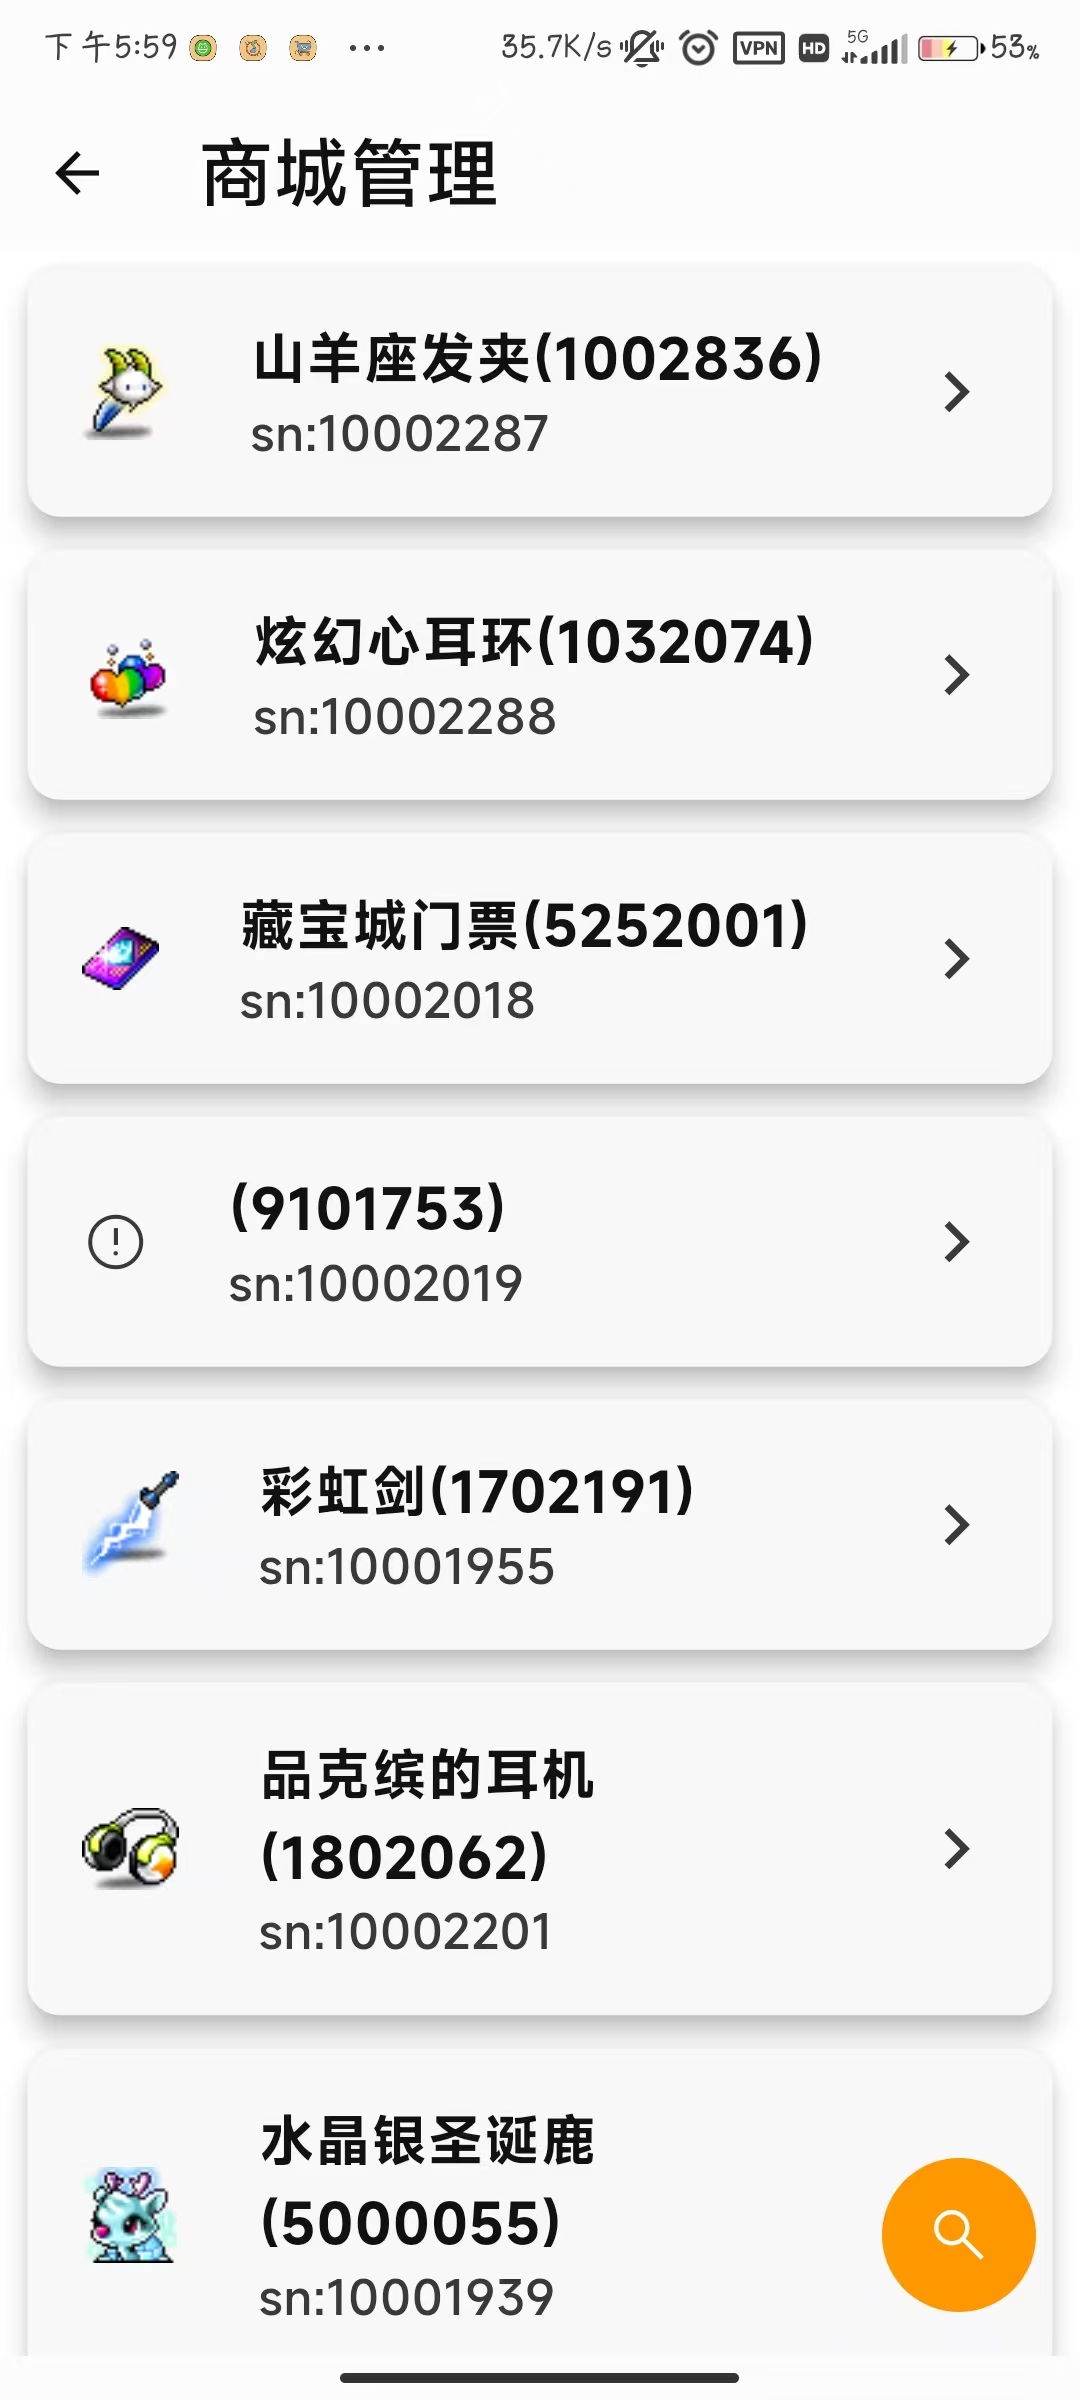 下午5:59 ... 35.7K/s VPN HD 5G 53%
商城管理
山羊座发夹(1002836)
sn:10002287
炫幻心耳环(1032074)
sn:10002288
藏宝城门票(5252001)
sn:10002018
(9101753)
sn:10002019
彩虹剑(1702191)
sn:10001955
品克缤的耳机
(1802062)
sn:10002201
水晶银圣诞鹿
(5000055)
sn:10001939